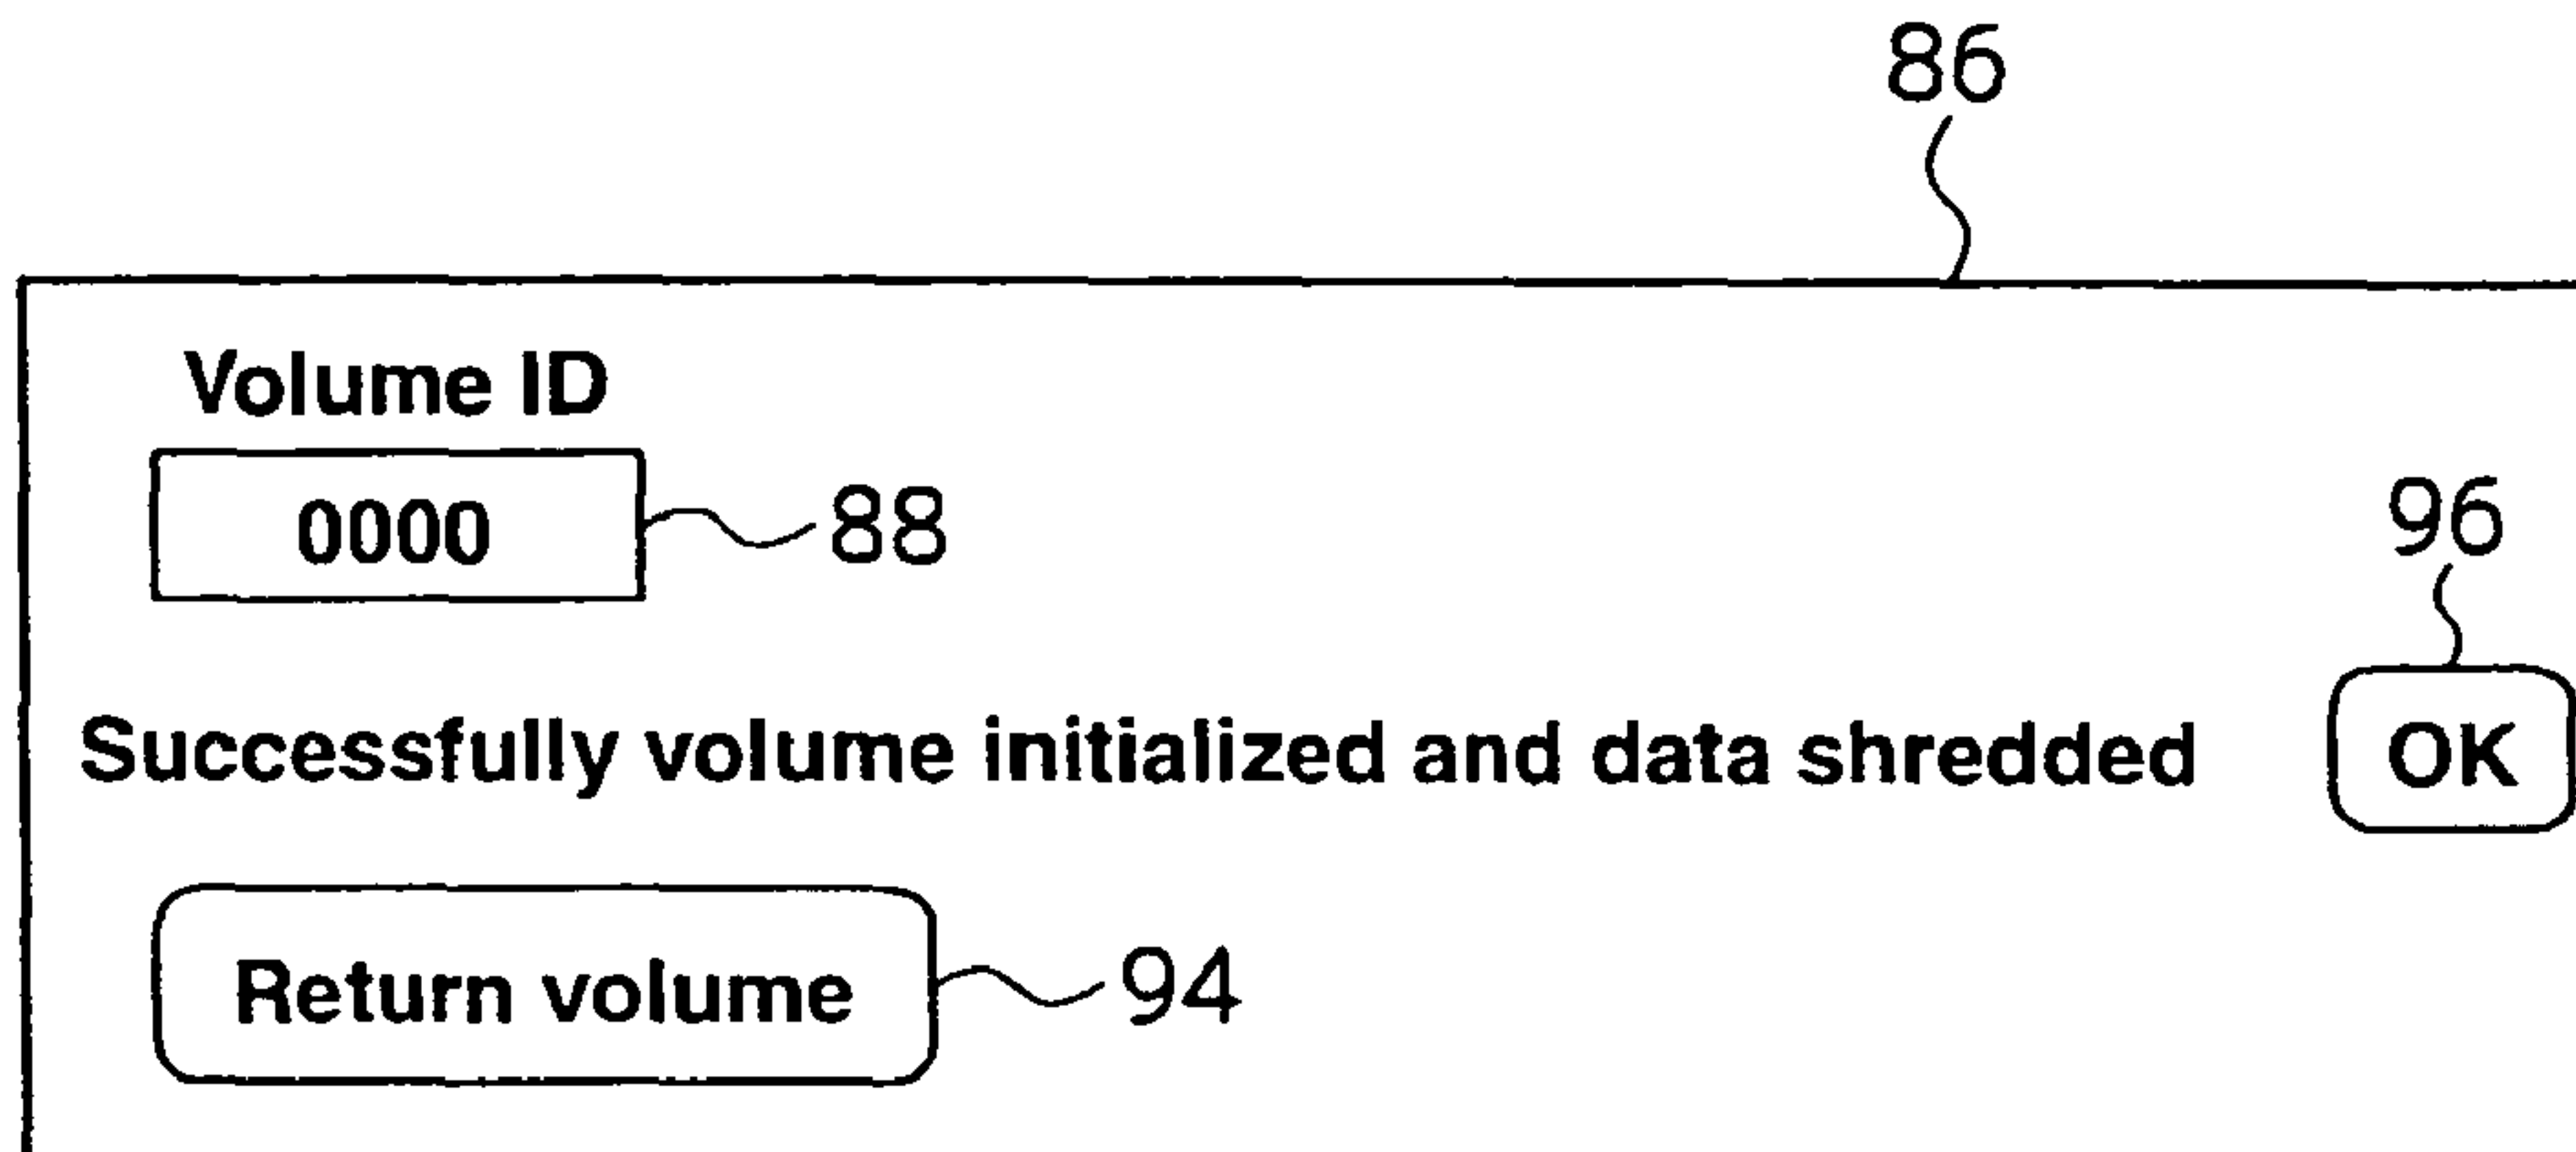 86
Volume ID
0000 88
96
Successfully volume initialized and data shredded OK
Return volume 94